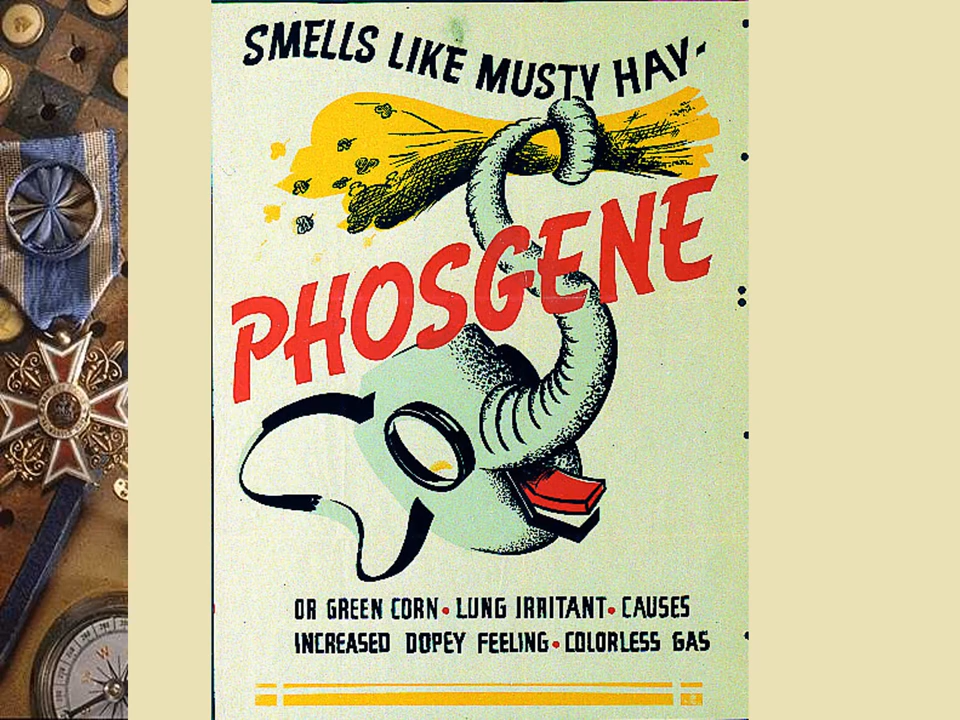 SMELLS LIKE MUSTY HAY-
PHOSGENE
OR GREEN CORN • LUNG IRRITANT • CAUSES
INCREASED DOPEY FEELING • COLORLESS GAS